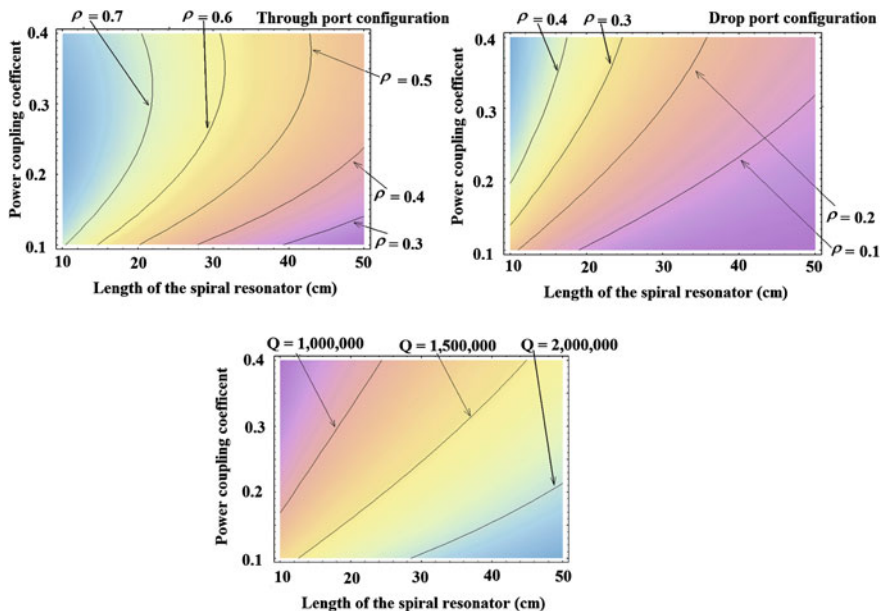 ρ = 0.7
ρ = 0.6
Through port configuration
ρ = 0.5
ρ = 0.4
ρ = 0.3
0.4
0.3
0.2
0.1
Power coupling coefficent
10
20
30
40
50
Length of the spiral resonator (cm)
ρ = 0.4
ρ = 0.3
Drop port configuration
ρ = 0.2
ρ = 0.1
0.4
0.3
0.2
0.1
Power coupling coefficent
10
20
30
40
50
Length of the spiral resonator (cm)
Q = 1,000,000
Q = 1,500,000
Q = 2,000,000
0.4
0.3
0.2
0.1
Power coupling coefficent
10
20
30
40
50
Length of the spiral resonator (cm)